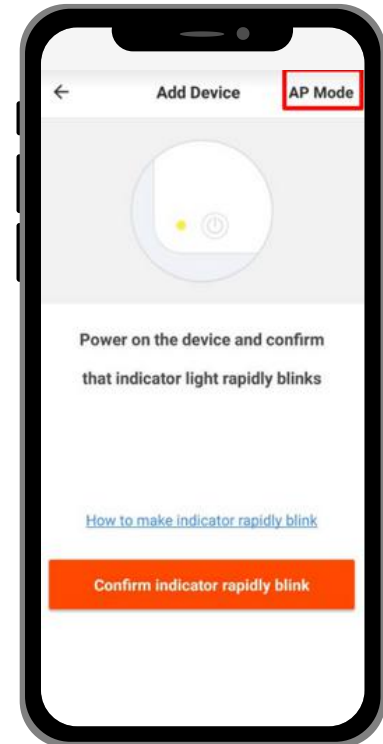 Add Device AP Mode
Power on the device and confirm
that indicator light rapidly blinks
How to make indicator rapidly blink
Confirm indicator rapidly blink